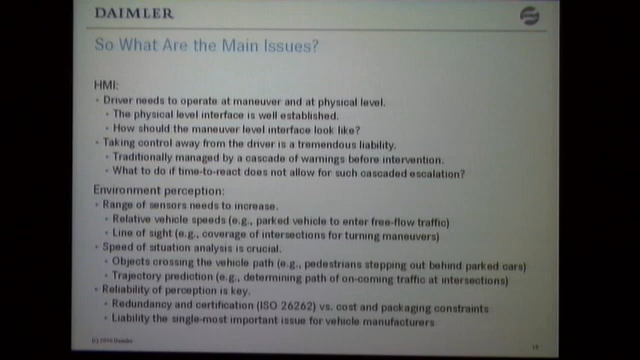 DAIMLER
So What Are the Main Issues?
HMI:
• Driver needs to operate at maneuver and at physical level.
• The physical level interface is well established.
• How should the maneuver level interface look like?
• Taking control away from the driver is a tremendous liability.
• Traditionally managed by a cascade of warnings before intervention.
• What to do if time-to-react does not allow for such cascaded escalation?
Environment perception:
• Range of sensors needs to increase.
• Relative vehicle speeds (e.g., parked vehicle to enter free-flow traffic)
• Line of sight (e.g., coverage of intersections for turning maneuvers)
• Speed of situation analysis is crucial.
• Objects crossing the vehicle path (e.g., pedestrians stepping out behind parked cars)
• Trajectory prediction (e.g., determining path of on-coming traffic at intersections)
• Reliability of perception is key.
• Redundancy and certification (ISO 26262) vs. cost and packaging constraints
• Liability the single-most important issue for vehicle manufacturers